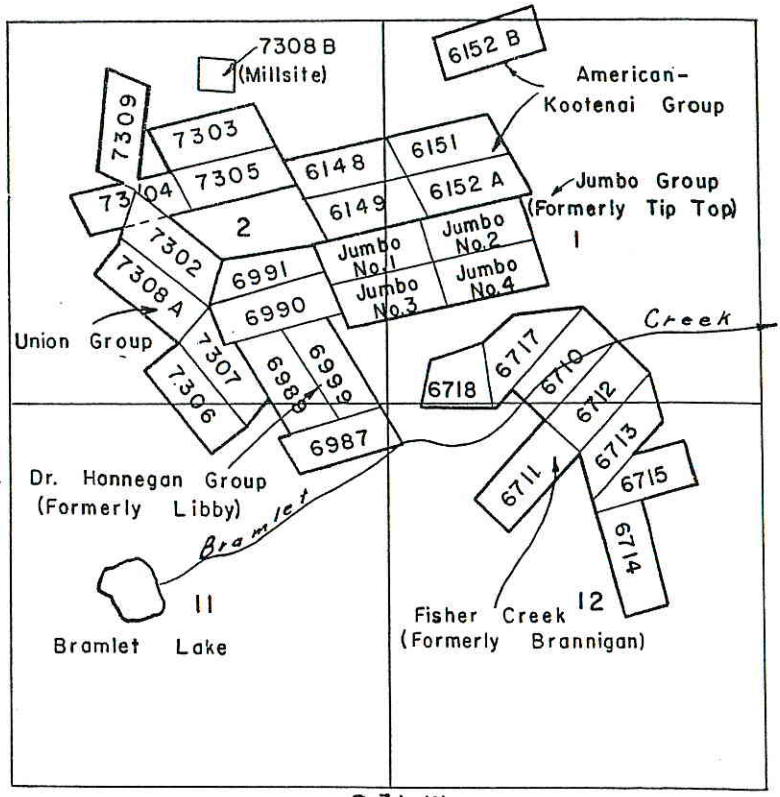 7308 B
(Millsite)
6152 B
American-
Kootenai Group
7309
7303
7305
7304
6148
6151
6149
6152 A
Jumbo Group
(Formerly Tip Top)
2
1
7302
7308 A
6991
6990
Jumbo
No.1
Jumbo
No.2
Jumbo
No.3
Jumbo
No.4
Union Group
7307
7306
6989
6999
6987
Creek
6718
6717
6710
6712
6713
6711
6715
6714
Dr. Hannegan Group
(Formerly Libby)
Bramlet
11
Bramlet Lake
12
Fisher Creek
(Formerly Brannigan)